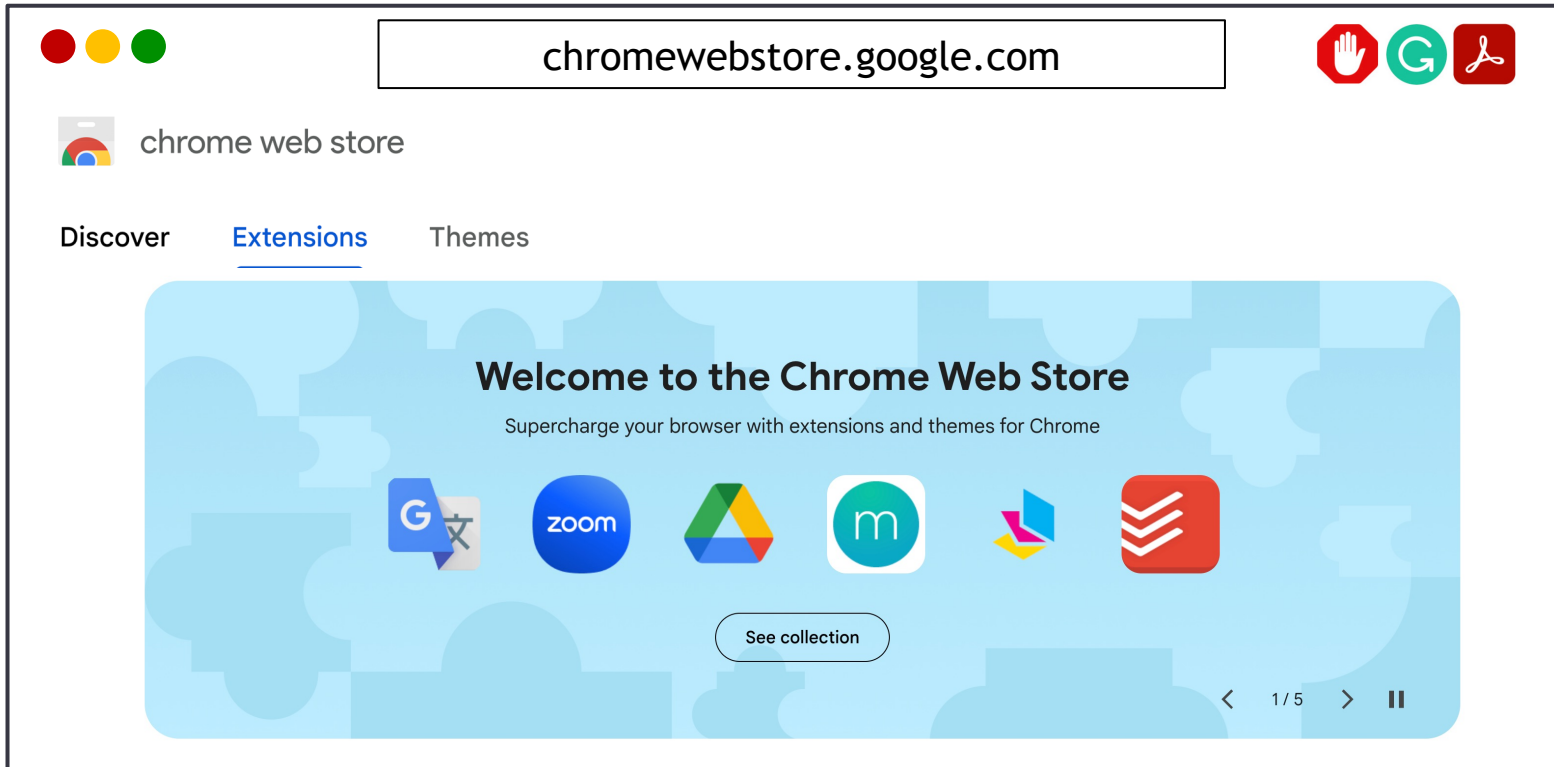 chromewebstore.google.com
chrome web store
Discover Extensions Themes
Welcome to the Chrome Web Store
Supercharge your browser with extensions and themes for Chrome
G 文 zoom m
See collection
1/5